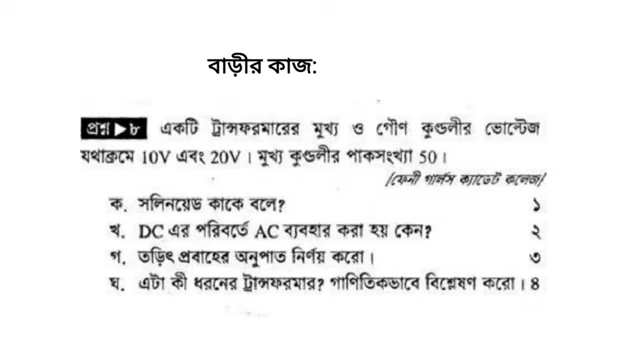 বাড়ীর কাজ:
প্রশ্ন ▶ ৮ একটি ট্রান্সফরমারের মুখ্য ও গৌণ কুণ্ডলীর ভোল্টেজ
যথাক্রমে 10V এবং 20V । মুখ্য কুণ্ডলীর পাকসংখ্যা 50 ।
[ফেনী গার্লস ক্যাডেট কলেজ]
ক. সলিনয়েড কাকে বলে? ১
খ. DC এর পরিবর্তে AC ব্যবহার করা হয় কেন? ২
গ. তড়িৎ প্রবাহের অনুপাত নির্ণয় করো । ৩
ঘ. এটা কী ধরনের ট্রান্সফরমার? গাণিতিকভাবে বিশ্লেষণ করো । ৪